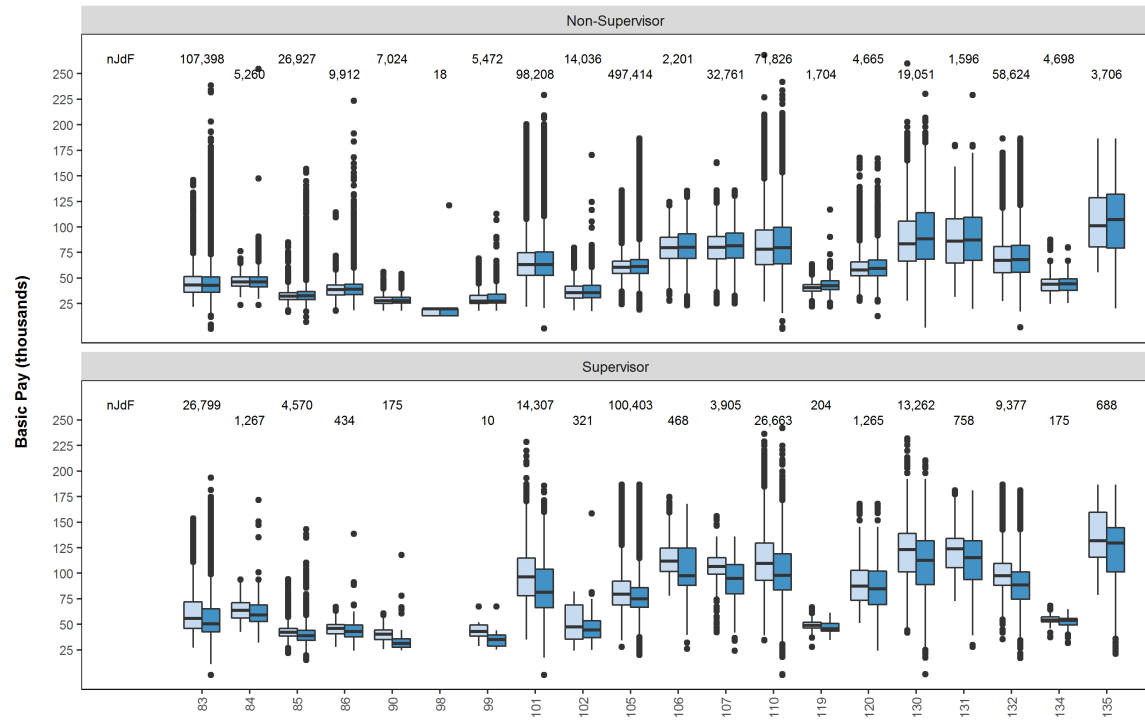 Non-Supervisor
nJdF 107,398 26,927 7,024 5,472 14,036 2,201 71,826 4,665 1,596 4,698
5,260 9,912 18 98,208 497,414 32,761 1,704 19,051 58,624 3,706
250
225
200
175
150
125
100
75
50
25
Supervisor
nJdF 26,799 4,570 175 14,307 100,403 3,905 204 13,262 9,377 688
1,267 434 10 321 468 26,663 1,265 758 175
250
225
200
175
150
125
100
75
50
25
Basic Pay (thousands)
83 84 85 86 90 98 99 101 102 105 106 107 110 119 120 130 131 132 134 135